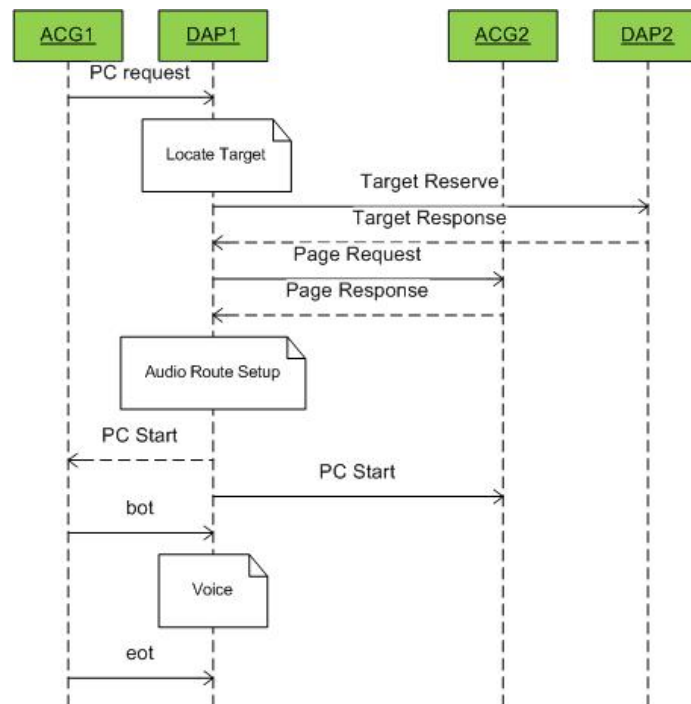 ACG1
DAP1
ACG2
DAP2
PC request
Locate Target
Target Reserve
Target Response
Page Request
Page Response
Audio Route Setup
PC Start
PC Start
bot
Voice
eot